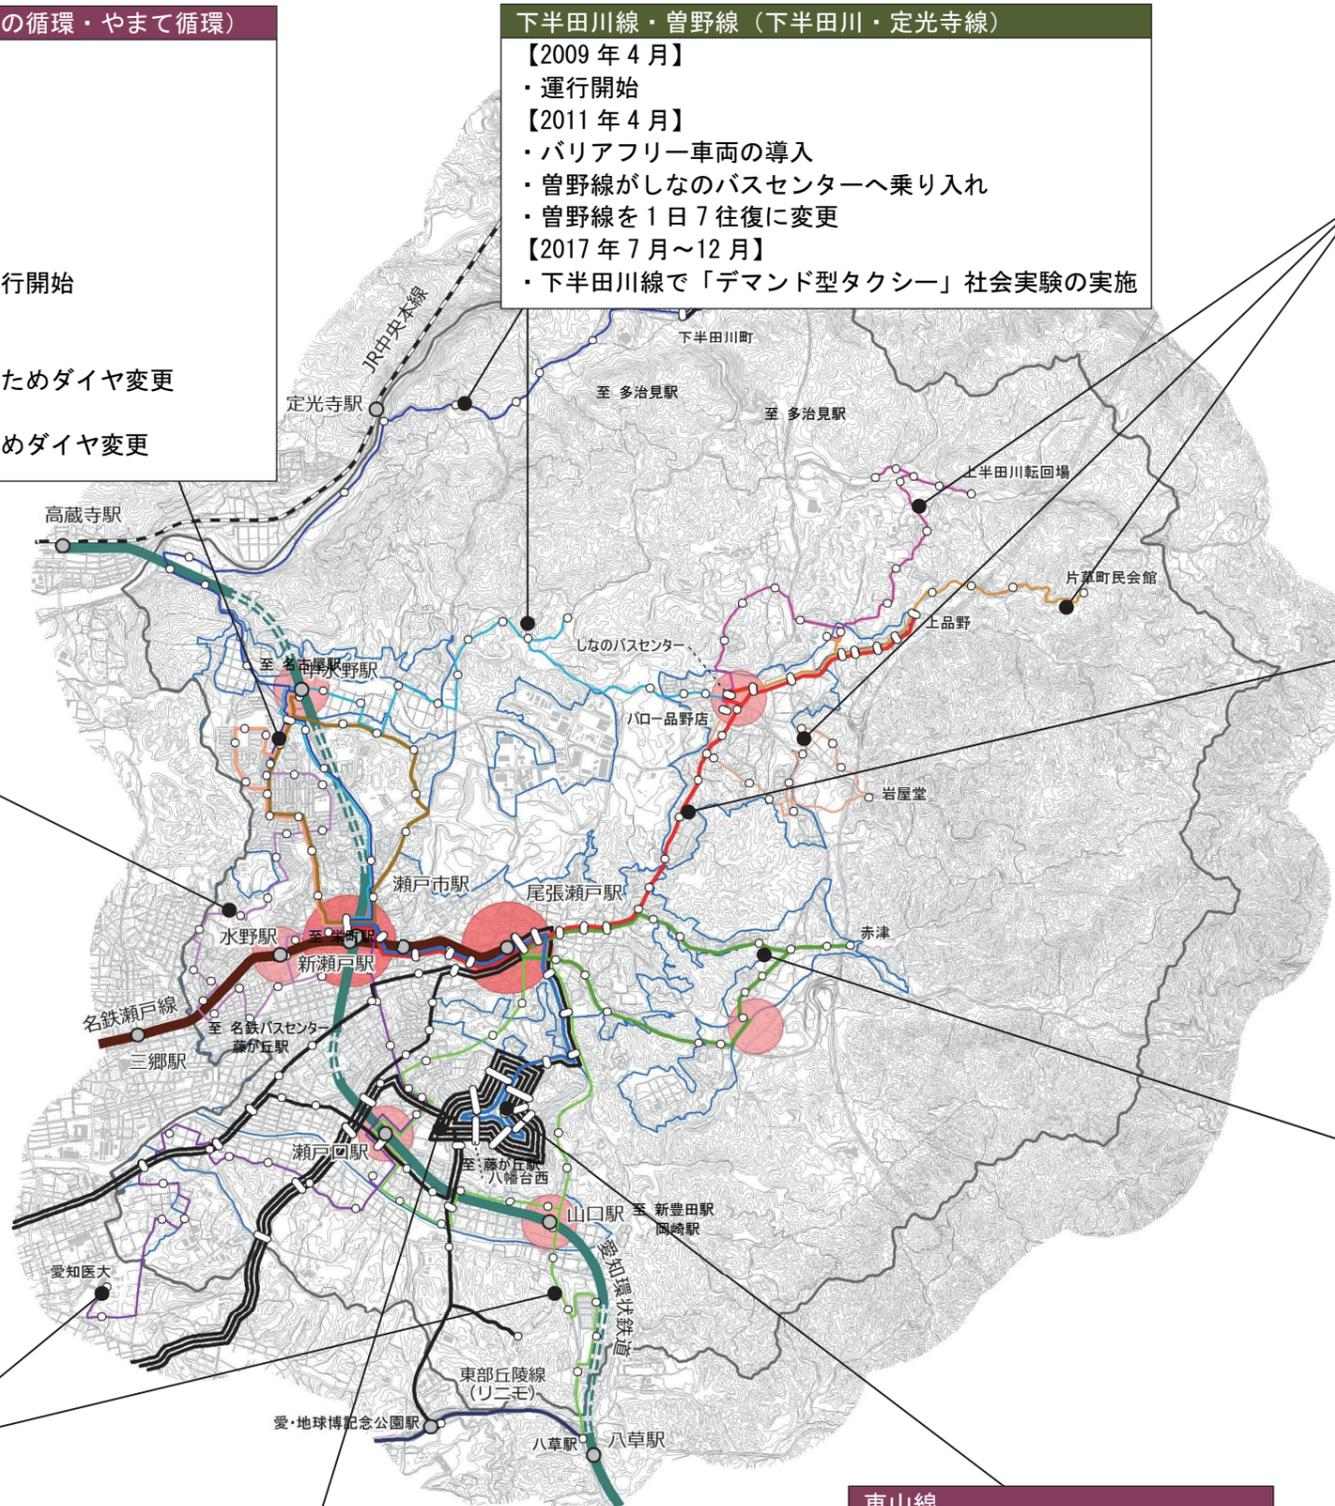 の循環・やまて循環）
行開始
ためダイヤ変更
めダイヤ変更
下半田川線・曽野線（下半田川・定光寺線）
【2009 年 4 月】
・運行開始
【2011 年 4 月】
・バリアフリー車両の導入
・曽野線がしなのバスセンターへ乗り入れ
・曽野線を 1 日 7 往復に変更
【2017 年 7 月～12 月】
・下半田川線で「デマンド型タクシー」社会実験の実施
JR中央本線
下半田川町
定光寺駅
至 多治見駅
至 多治見駅
上半田川転回場
高蔵寺駅
片草町民会館
上品野
しなのバスセンター
至 名古屋駅
中水野駅
バロー品野店
岩屋堂
瀬戸市駅
尾張瀬戸駅
水野駅
至 栄町駅
赤津
新瀬戸駅
名鉄瀬戸線
至 名鉄バスセンター
藤が丘駅
三郷駅
瀬戸口駅
至 藤が丘駅
八幡台西
山口駅
至 新豊田駅
岡崎駅
愛知環状鉄道
愛知医大
東部丘陵線
（リニモ）
愛・地球博記念公園駅
八草駅
八草駅
東山線